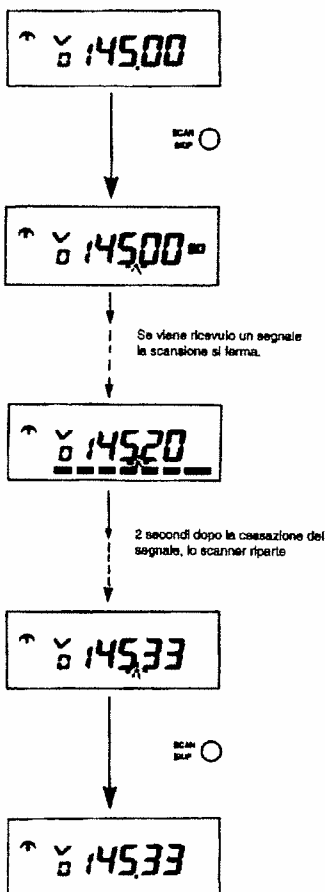 145.00
SCAN
SKIP
145.00
Se viene ricevuto un segnale
la scansione si ferma.
145.20
2 secondi dopo la cessazione del
segnale, lo scanner riparte
145.33
SCAN
SKIP
145.33